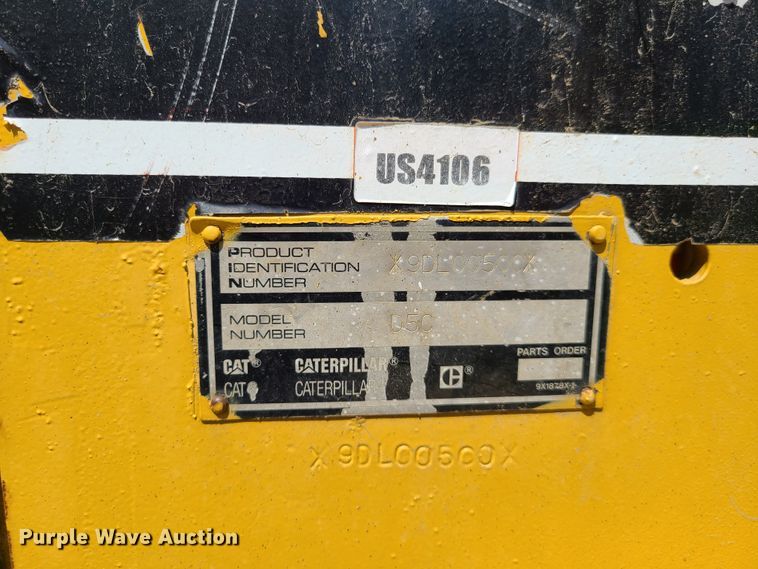 US4106
PRODUCT
IDENTIFICATION
NUMBER
X9DL00500X
MODEL
NUMBER
D5C
CAT® CATERPILLAR®
CAT CATERPILLAR
C®
PARTS ORDER
X9DL00500X
Purple Wave Auction